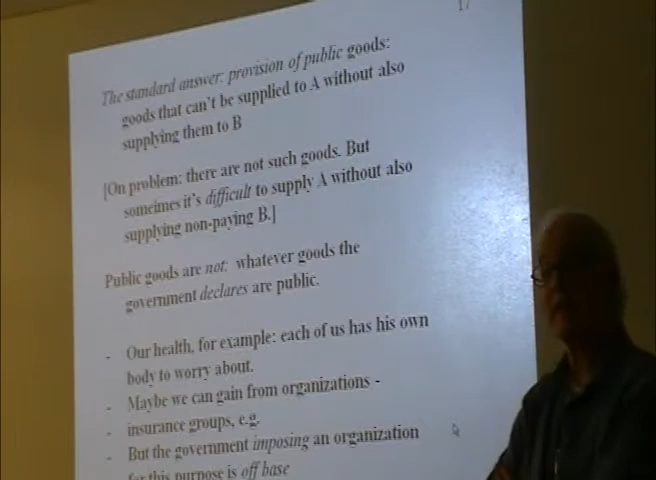 17
The standard answer: provision of public goods:
goods that can't be supplied to A without also
supplying them to B
[On problem: there are not such goods. But
somcimes it's difficult to supply A without also
supplying non-paying B.]
Public goods are not: whatever goods the
government declares are public.
- Our health, for example: each of us has his own
body to worry about.
- Maybe we can gain from organizations -
- insurance groups, e.g.
- But the government imposing an organization
for this purpose is off base